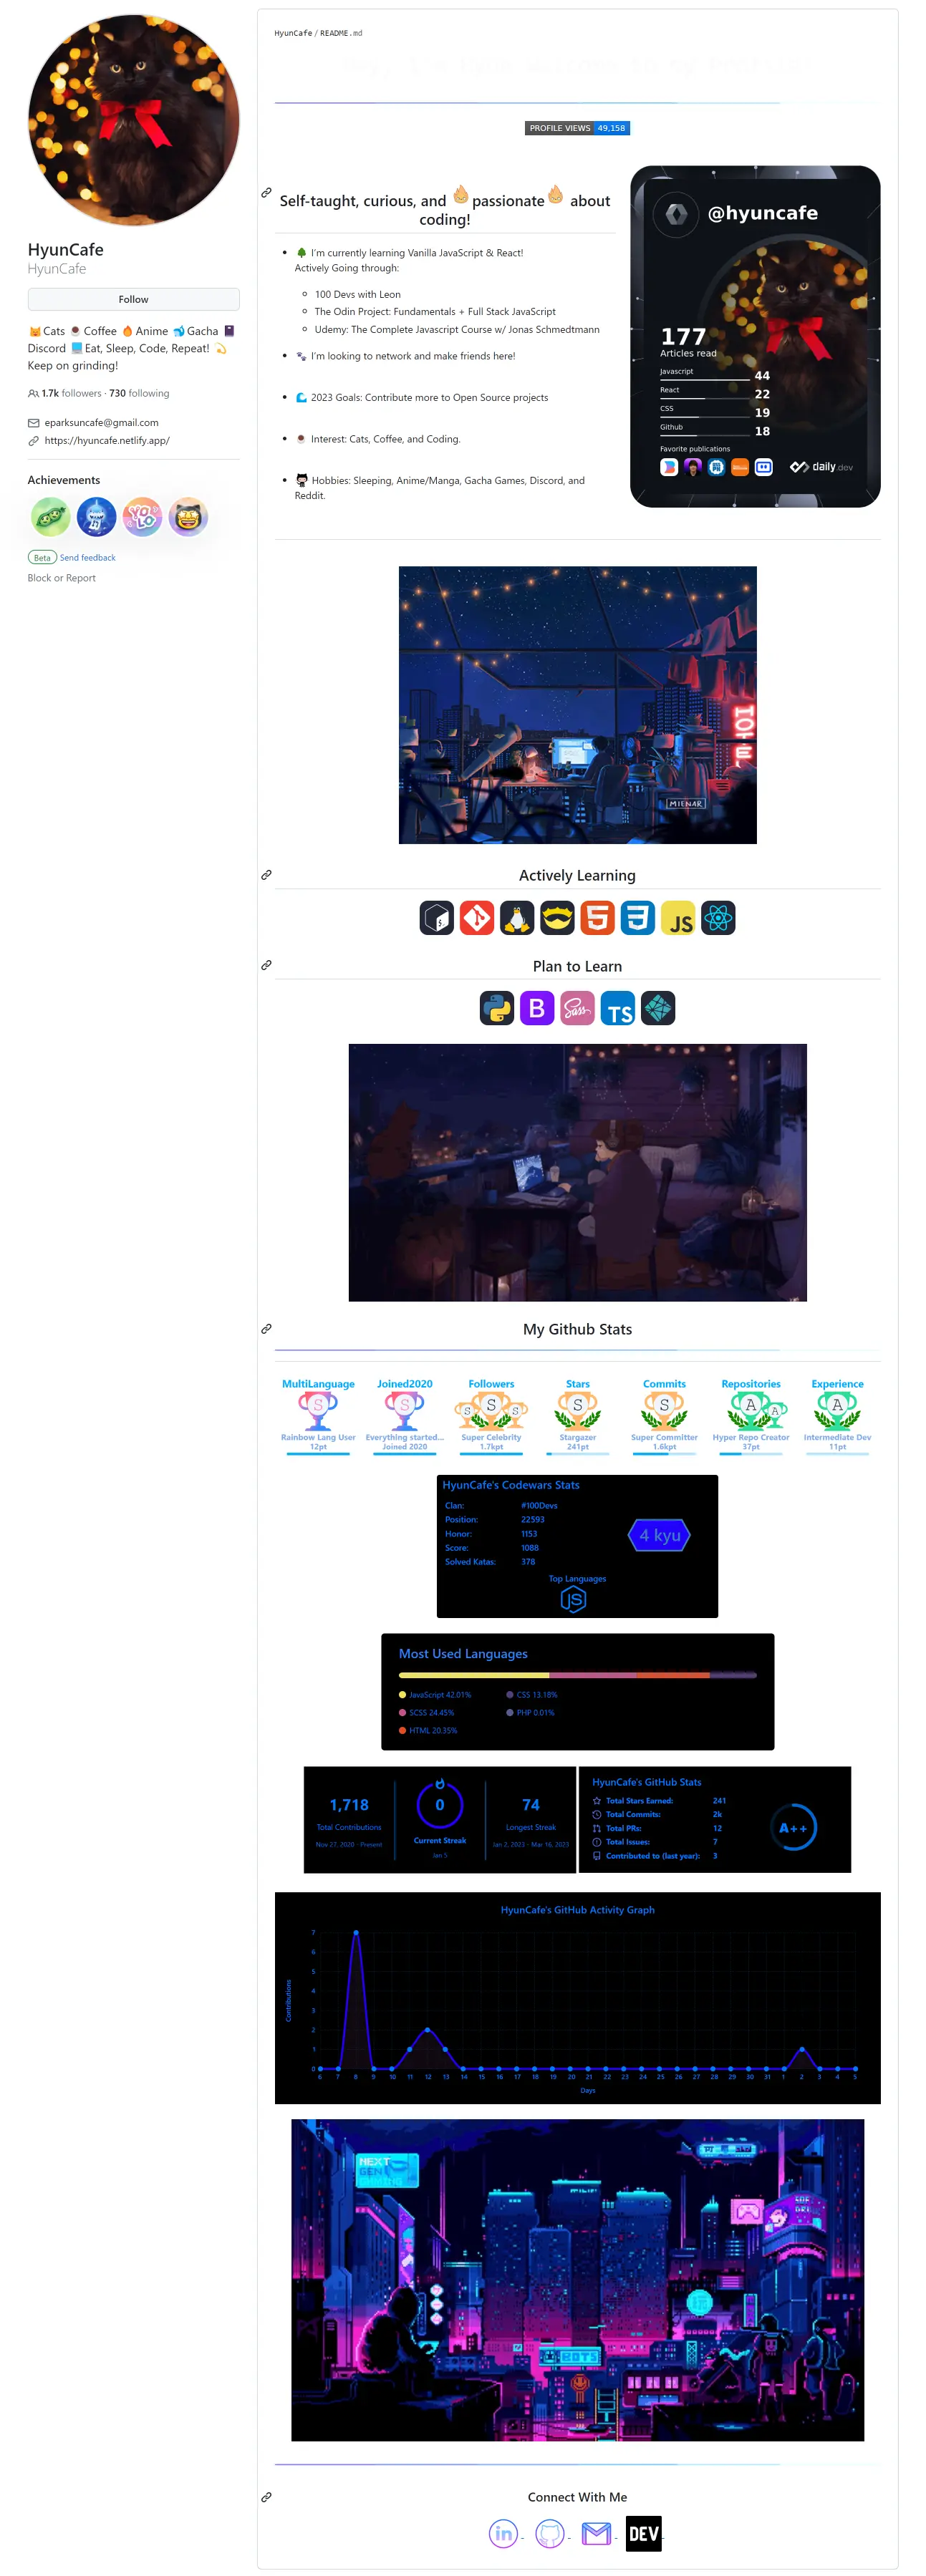 HyunCafe
HyunCafe
Follow
Cats Coffee Anime Gacha
Discord Eat, Sleep, Code, Repeat!
Keep on grinding!
1.7k followers · 730 following
eparksuncafe@gmail.com
https://hyuncafe.netlify.app/
Achievements
YOLO
Beta Send feedback
Block or Report
HyunCafe / README.md
PROFILE VIEWS 49,158
Self-taught, curious, and passionate about
coding!
I'm currently learning Vanilla JavaScript & React!
Actively Going through:
100 Devs with Leon
The Odin Project: Fundamentals + Full Stack JavaScript
Udemy: The Complete Javascript Course w/ Jonas Schmedtmann
I'm looking to network and make friends here!
2023 Goals: Contribute more to Open Source projects
Interest: Cats, Coffee, and Coding.
Hobbies: Sleeping, Anime/Manga, Gacha Games, Discord, and
Reddit.
@hyuncafe
177
Articles read
Javascript 44
React 22
CSS 19
Github 18
Favorite publications
daily.dev
MIENAR
Actively Learning
JS
Plan to Learn
B
Sass
TS
My Github Stats
MultiLanguage
S
Rainbow Lang User
12pt
Joined2020
S
Everything started...
Joined 2020
Followers
S S S
Super Celebrity
1.7kpt
Stars
S
Stargazer
241pt
Commits
S
Super Committer
1.6kpt
Repositories
A A
Hyper Repo Creator
37pt
Experience
A
Intermediate Dev
11pt
HyunCafe's Codewars Stats
Clan: #100Devs
Position: 22593
Honor: 1153
Score: 1088
Solved Katas: 378
4 kyu
Top Languages
JS
Most Used Languages
JavaScript 42.01%
SCSS 24.45%
HTML 20.35%
CSS 13.18%
PHP 0.01%
1,718
Total Contributions
Nov 27, 2020 - Present
0
Current Streak
Jan 5
74
Longest Streak
Jan 2, 2023 - Mar 16, 2023
HyunCafe's GitHub Stats
Total Stars Earned: 241
Total Commits: 2k
Total PRs: 12
Total Issues: 7
Contributed to (last year): 3
A++
HyunCafe's GitHub Activity Graph
Contributions
7
6
5
4
3
2
1
0
6 7 8 9 10 11 12 13 14 15 16 17 18 19 20 21 22 23 24 25 26 27 28 29 30 31 1 2 3 4 5
Days
NEXT
GEN
BOTS
Connect With Me
in
DEV